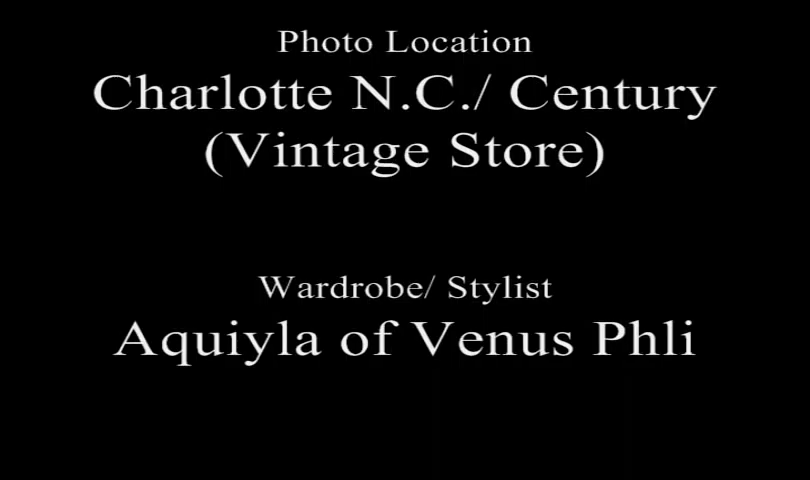 Photo Location
Charlotte N.C./ Century
(Vintage Store)
Wardrobe/ Stylist
Aquiyla of Venus Phli